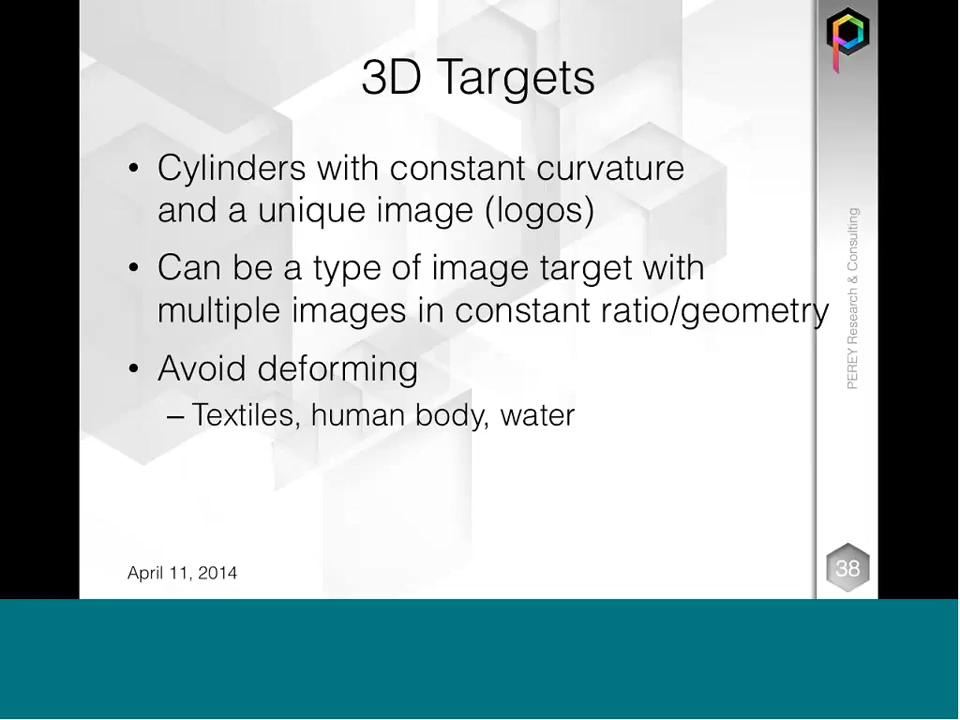 3D Targets
• Cylinders with constant curvature
and a unique image (logos)
• Can be a type of image target with
multiple images in constant ratio/geometry
• Avoid deforming
– Textiles, human body, water
PEREY Research & Consulting
April 11, 2014
38